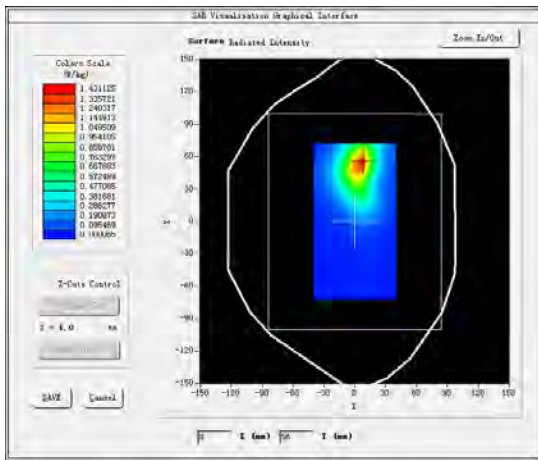 SAR Visualisation Graphical Interface
Surface Radiated Intensity
Zoom In/Out
Colors Scale
(W/kg)
1.431125
1.335721
1.240317
1.144913
1.049509
0.954105
0.858701
0.763297
0.667893
0.572489
0.477085
0.381681
0.286277
0.190873
0.095469
0.000065
150
120
90
60
30
0
-30
-60
-90
-120
-150
Y
-150 -120 -90 -60 -30 0 30 60 90 120 150
X
Z-Cuts Control
Z = 4.0 mm
SAVE Cancel
X (mm) 56 Y (mm)